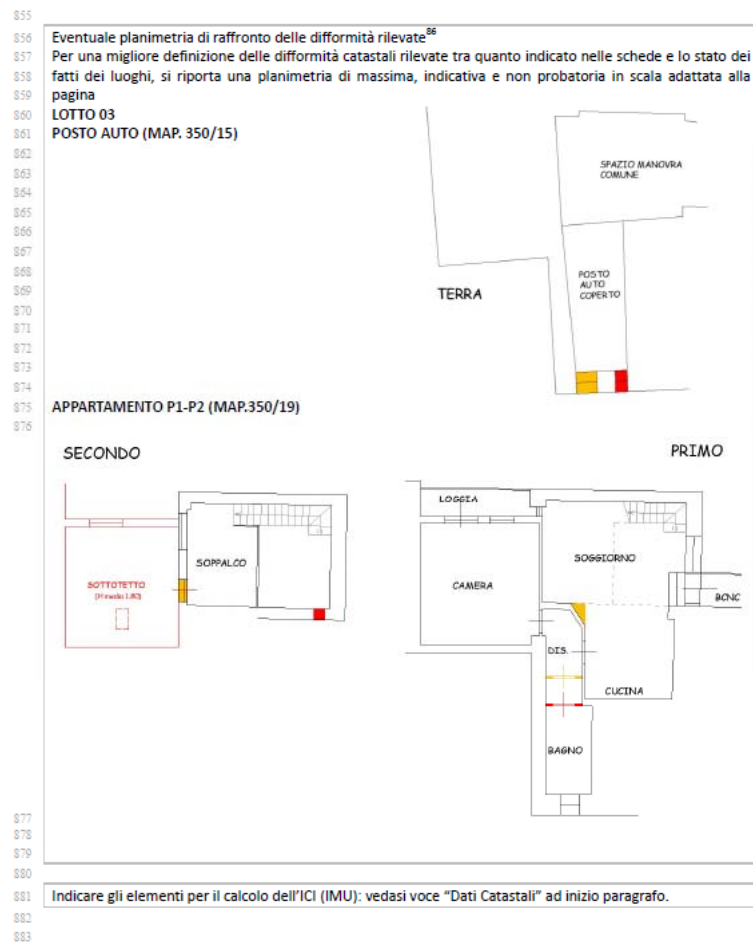 855
856 Eventuale planimetria di raffronto delle difformità rilevate86
857 Per una migliore definizione delle difformità catastali rilevate tra quanto indicato nelle schede e lo stato dei
858 fatti dei luoghi, si riporta una planimetria di massima, indicativa e non probatoria in scala adattata alla
859 pagina
860 LOTTO 03
861 POSTO AUTO (MAP. 350/15)
862
863
SPAZIO MANOVRA
COMUNE
864
865
866
867
868
POSTO
AUTO
COPERTO
869
TERRA
870
871
872
873
874
875 APPARTAMENTO P1-P2 (MAP.350/19)
876
SECONDO
PRIMO
LOGGIA
SOPPALCO
SOGGIORNO
SOTTOTETTO
(H media 1.80)
CAMERA
BCNC
DIS.
CUCINA
BAGNO
877
878
879
880
881 Indicare gli elementi per il calcolo dell'ICI (IMU): vedasi voce "Dati Catastali" ad inizio paragrafo.
882
883